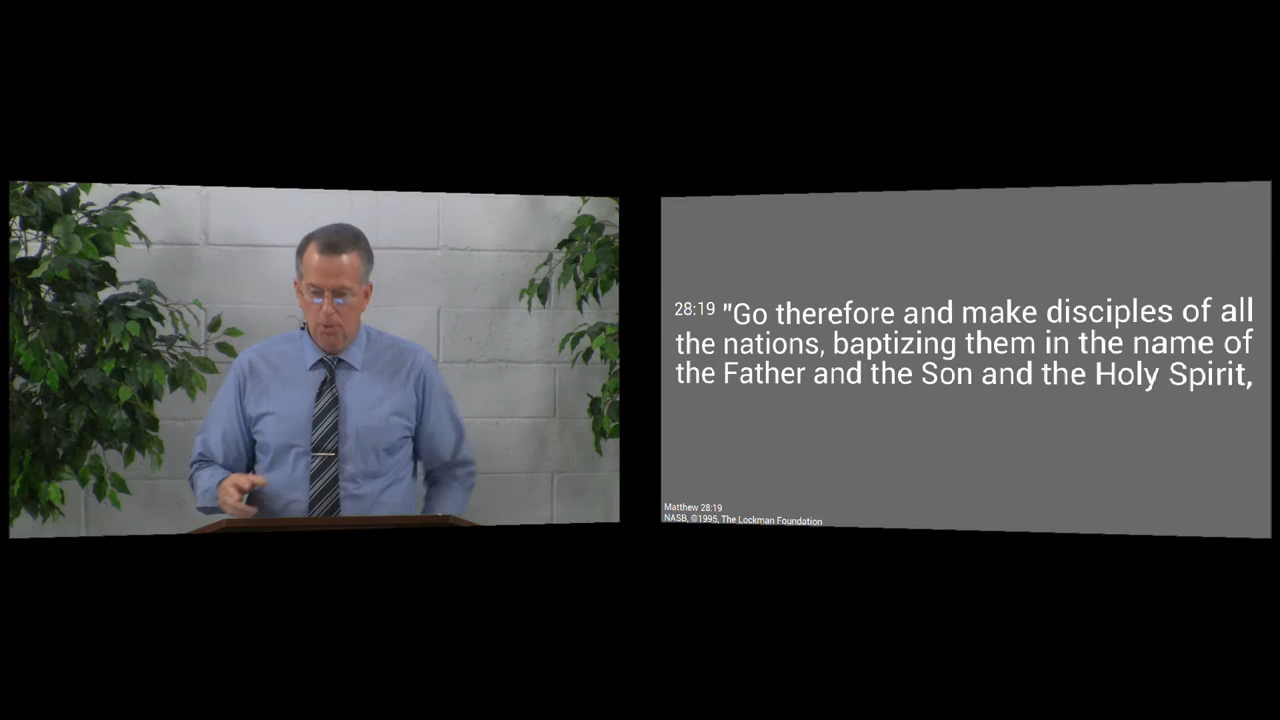 28:19 "Go therefore and make disciples of all
the nations, baptizing them in the name of
the Father and the Son and the Holy Spirit,
Matthew 28:19
NASB, ©1995, The Lockman Foundation